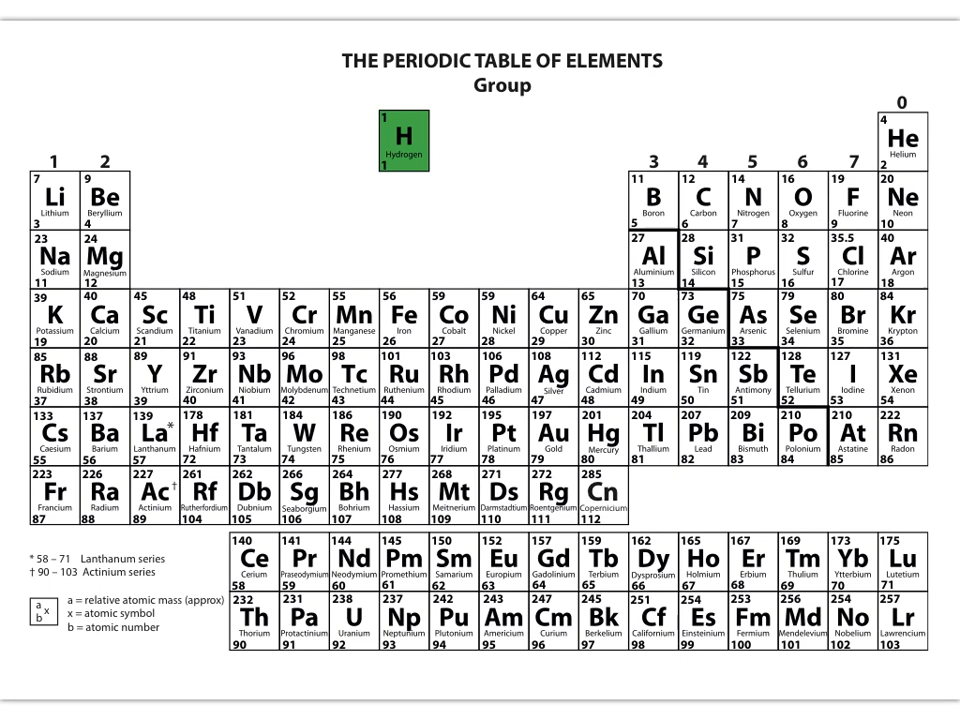 THE PERIODIC TABLE OF ELEMENTS
Group
0
1 4
H He
Hydrogen Helium
1 2
1 2 3 4 5 6 7
7 9 11 12 14 16 19 20
Li Be B C N O F Ne
Lithium Beryllium Boron Carbon Nitrogen Oxygen Fluorine Neon
3 4 5 6 7 8 9 10
23 24 27 28 31 32 35.5 40
Na Mg Al Si P S Cl Ar
Sodium Magnesium Aluminium Silicon Phosphorus Sulfur Chlorine Argon
11 12 13 14 15 16 17 18
39 40 45 48 51 52 55 56 59 59 64 65 70 73 75 79 80 84
K Ca Sc Ti V Cr Mn Fe Co Ni Cu Zn Ga Ge As Se Br Kr
Potassium Calcium Scandium Titanium Vanadium Chromium Manganese Iron Cobalt Nickel Copper Zinc Gallium Germanium Arsenic Selenium Bromine Krypton
19 20 21 22 23 24 25 26 27 28 29 30 31 32 33 34 35 36
85 88 89 91 93 96 98 101 103 106 108 112 115 119 122 128 127 131
Rb Sr Y Zr Nb Mo Tc Ru Rh Pd Ag Cd In Sn Sb Te I Xe
Rubidium Strontium Yttrium Zirconium Niobium Molybdenum Technetium Ruthenium Rhodium Palladium Silver Cadmium Indium Tin Antimony Tellurium Iodine Xenon
37 38 39 40 41 42 43 44 45 46 47 48 49 50 51 52 53 54
133 137 139 178 181 184 186 190 192 195 197 201 204 207 209 210 210 222
Cs Ba La* Hf Ta W Re Os Ir Pt Au Hg Tl Pb Bi Po At Rn
Caesium Barium Lanthanum Hafnium Tantalum Tungsten Rhenium Osmium Iridium Platinum Gold Mercury Thallium Lead Bismuth Polonium Astatine Radon
55 56 57 72 73 74 75 76 77 78 79 80 81 82 83 84 85 86
223 226 227 261 262 266 264 277 268 271 272 285
Fr Ra Ac† Rf Db Sg Bh Hs Mt Ds Rg Cn
Francium Radium Actinium Rutherfordium Dubnium Seaborgium Bohrium Hassium Meitnerium Darmstadtium Roentgenium Copernicium
87 88 89 104 105 106 107 108 109 110 111 112
140 141 144 145 150 152 157 159 162 165 167 169 173 175
Ce Pr Nd Pm Sm Eu Gd Tb Dy Ho Er Tm Yb Lu
Cerium Praseodymium Neodymium Promethium Samarium Europium Gadolinium Terbium Dysprosium Holmium Erbium Thulium Ytterbium Lutetium
58 59 60 61 62 63 64 65 66 67 68 69 70 71
232 231 238 237 242 243 247 245 251 254 253 256 254 257
Th Pa U Np Pu Am Cm Bk Cf Es Fm Md No Lr
Thorium Protactinium Uranium Neptunium Plutonium Americium Curium Berkelium Californium Einsteinium Fermium Mendelevium Nobelium Lawrencium
90 91 92 93 94 95 96 97 98 99 100 101 102 103
* 58 – 71 Lanthanum series
† 90 – 103 Actinium series
a x b
a = relative atomic mass (approx)
x = atomic symbol
b = atomic number